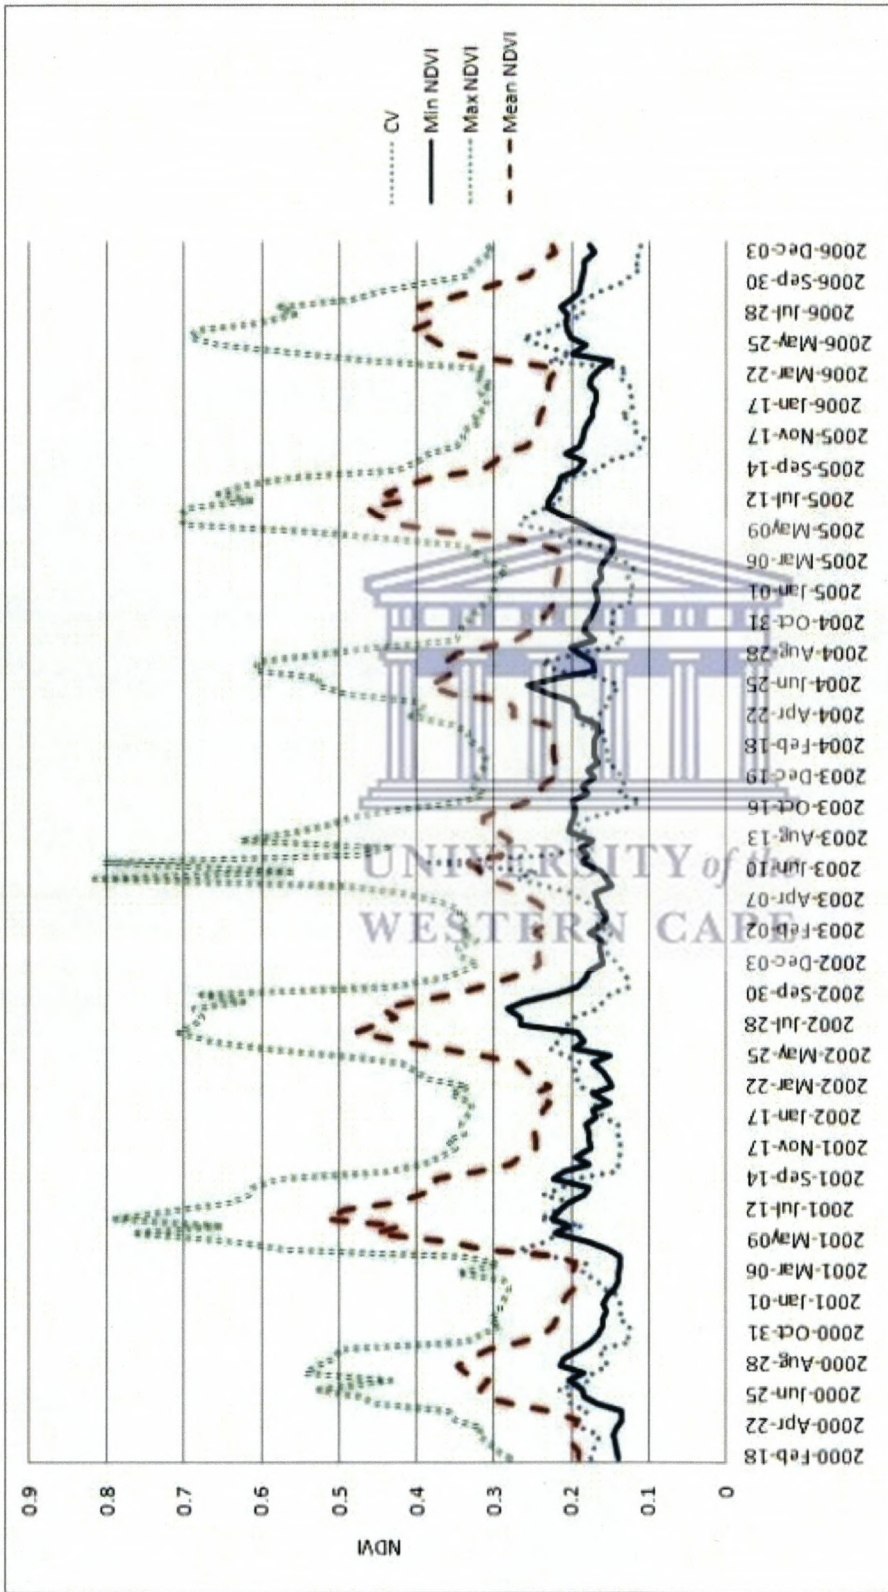 NDVI
0.9
0.8
0.7
0.6
0.5
0.4
0.3
0.2
0.1
0
2000-Feb-18
2000-Apr-22
2000-Jun-25
2000-Aug-28
2000-Oct-31
2001-Jan-01
2001-Mar-06
2001-May09
2001-Jul-12
2001-Sep-14
2001-Nov-17
2002-Jan-17
2002-Mar-22
2002-May-25
2002-Jul-28
2002-Sep-30
2002-Dec-03
2003-Feb-02
2003-Apr-07
2003-Jun-10
2003-Aug-13
2003-Oct-16
2003-Dec-19
2004-Feb-18
2004-Apr-22
2004-Jun-25
2004-Aug-28
2004-Oct-31
2005-Jan-01
2005-Mar-06
2005-May09
2005-Jul-12
2005-Sep-14
2005-Nov-17
2006-Jan-17
2006-Mar-22
2006-May-25
2006-Jul-28
2006-Sep-30
2006-Dec-03
CV
Min NDVI
Max NDVI
Mean NDVI
UNIVERSITY of the
WESTERN CAPE